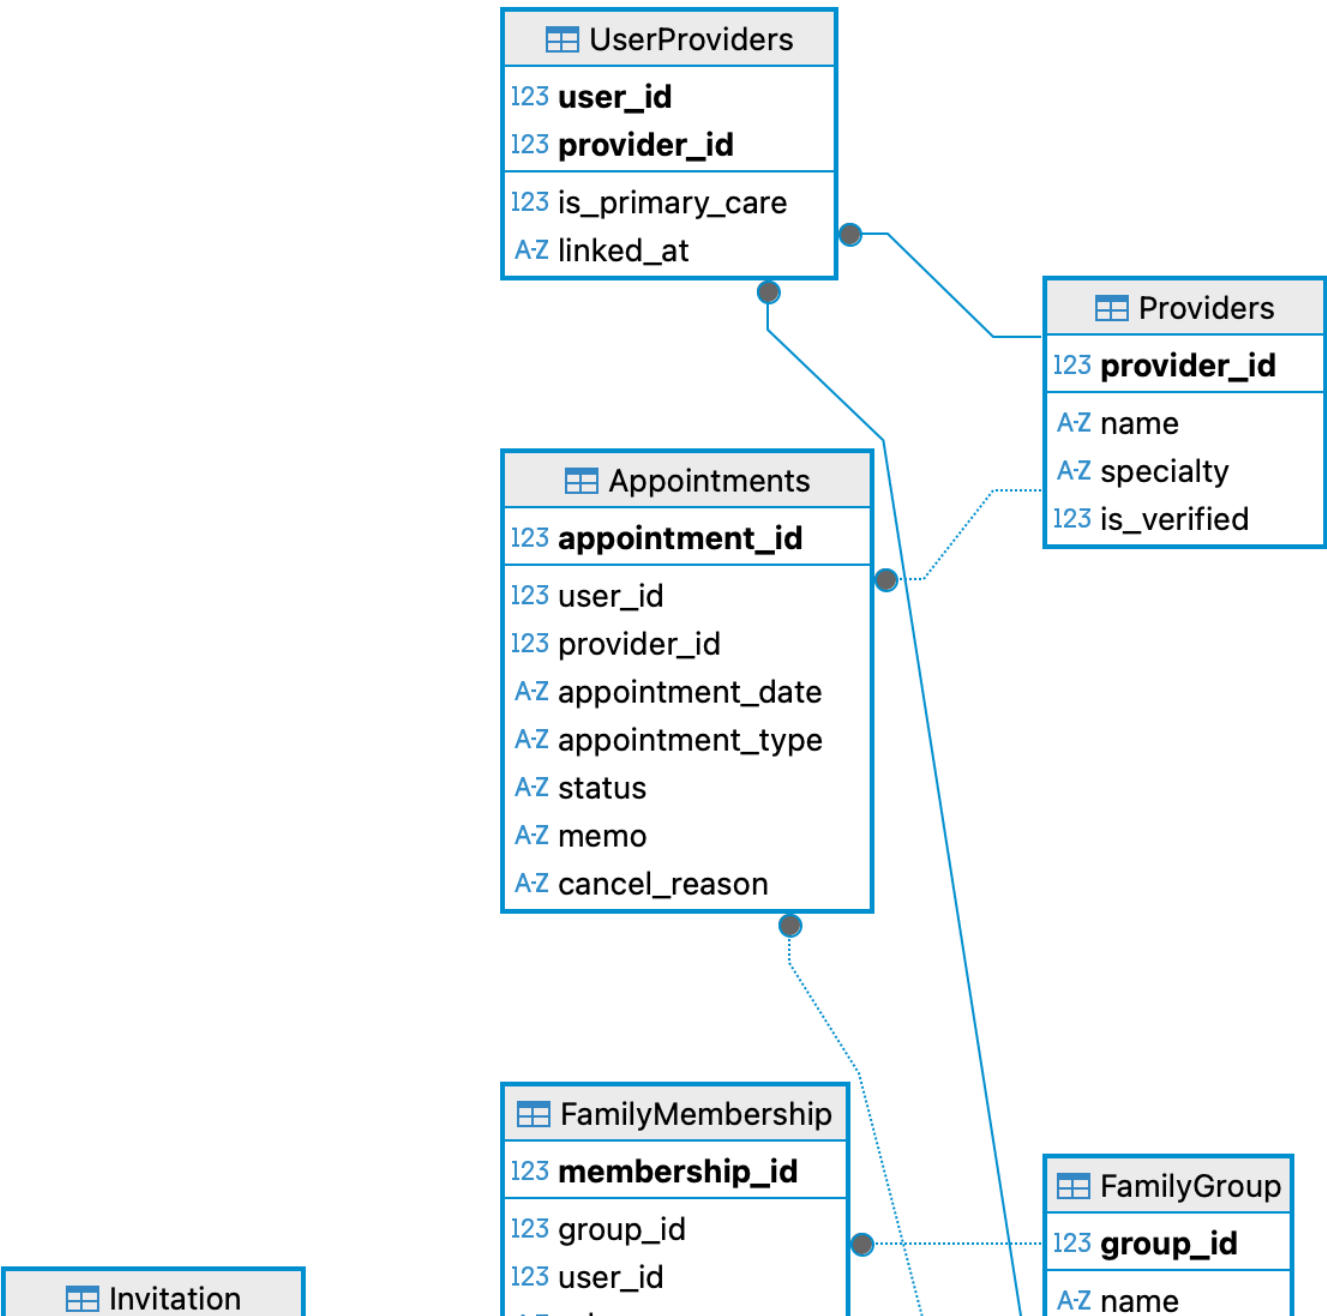 UserProviders
123 user_id
123 provider_id
123 is_primary_care
A-Z linked_at
Providers
123 provider_id
A-Z name
A-Z specialty
123 is_verified
Appointments
123 appointment_id
123 user_id
123 provider_id
A-Z appointment_date
A-Z appointment_type
A-Z status
A-Z memo
A-Z cancel_reason
FamilyMembership
123 membership_id
123 group_id
123 user_id
FamilyGroup
123 group_id
A-Z name
Invitation